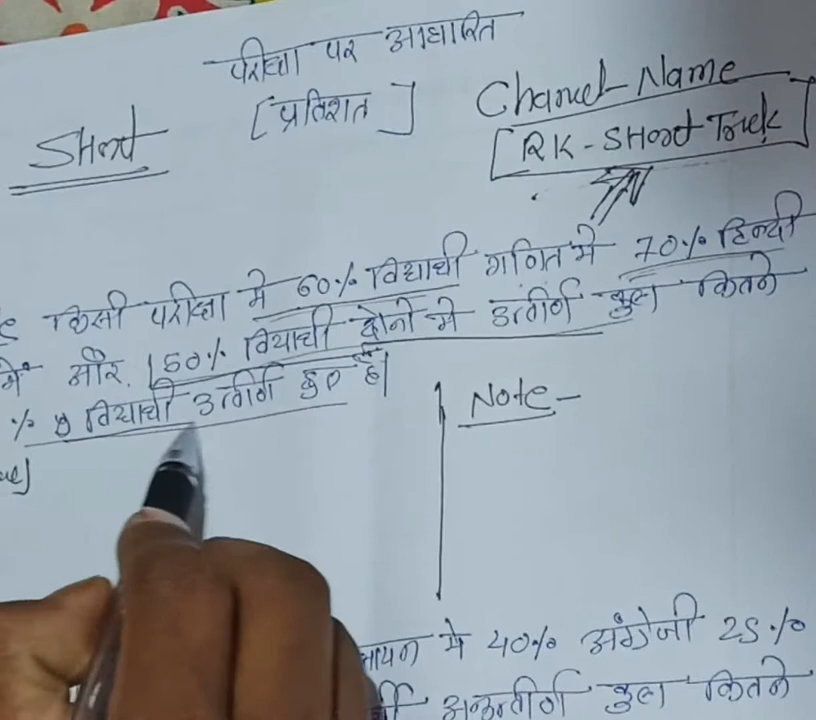 परीक्षा पर आधारित
[प्रतिशत]
Short
Chanel Name
[RK-Short Trick]
किसी परीक्षा में 60% विद्यार्थी गणित में 70% हिन्दी
में और 50% विद्यार्थी दोनो में उत्तीर्ण कुल कितने
% विद्यार्थी उत्तीर्ण हुए है।
Note-
में 40% अंग्रेजी 25%
अनुत्तीर्ण कुल कितने